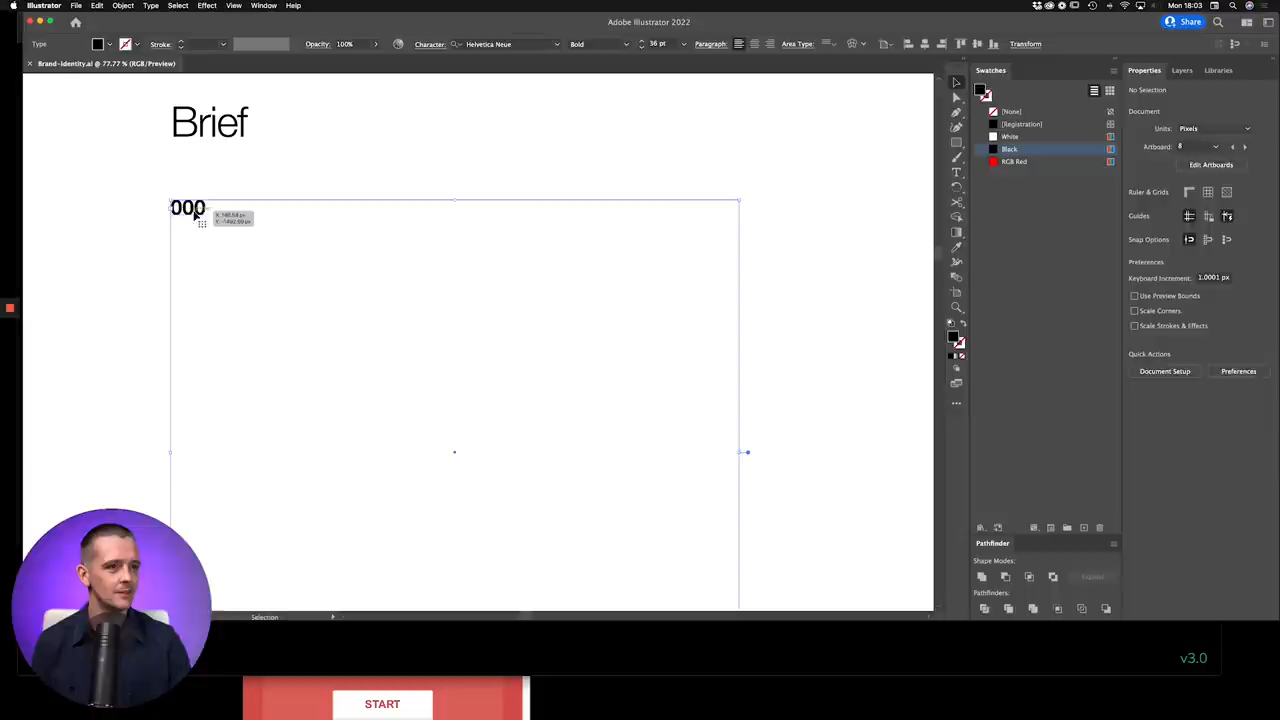 Illustrator File Edit Object Type Select Effect View Window Help
Mon 18:03
Adobe Illustrator 2022
Share
Type
Stroke:
Opacity: 100%
Character: Helvetica Neue Bold 36 pt
Paragraph:
Area Type:
Transform
Brand-identity.ai @ 77.77 % (RGB/Preview)
Brief
000
Swatches
[None]
[Registration]
White
Black
RGB Red
Properties Layers Libraries
No Selection
Document
Units: Pixels
Artboard: 8
Edit Artboards
Ruler & Grids
Guides
Snap Options
Preferences
Keyboard Increment: 1.0001 px
Use Preview Bounds
Scale Corners
Scale Strokes & Effects
Quick Actions
Document Setup Preferences
Pathfinder
Shape Modes:
Expand
Pathfinders:
Selection
v3.0
START